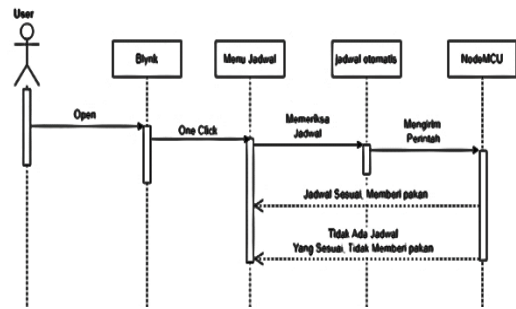 User
Blynk
Menu Jadwal
jadwal otomatis
NodeMCU
Open
One Click
Memeriksa
Jadwal
Mengirim
Perintah
Jadwal Sesuai, Memberi pakan
Tidak Ada Jadwal
Yang Sesuai, Tidak Memberi pakan